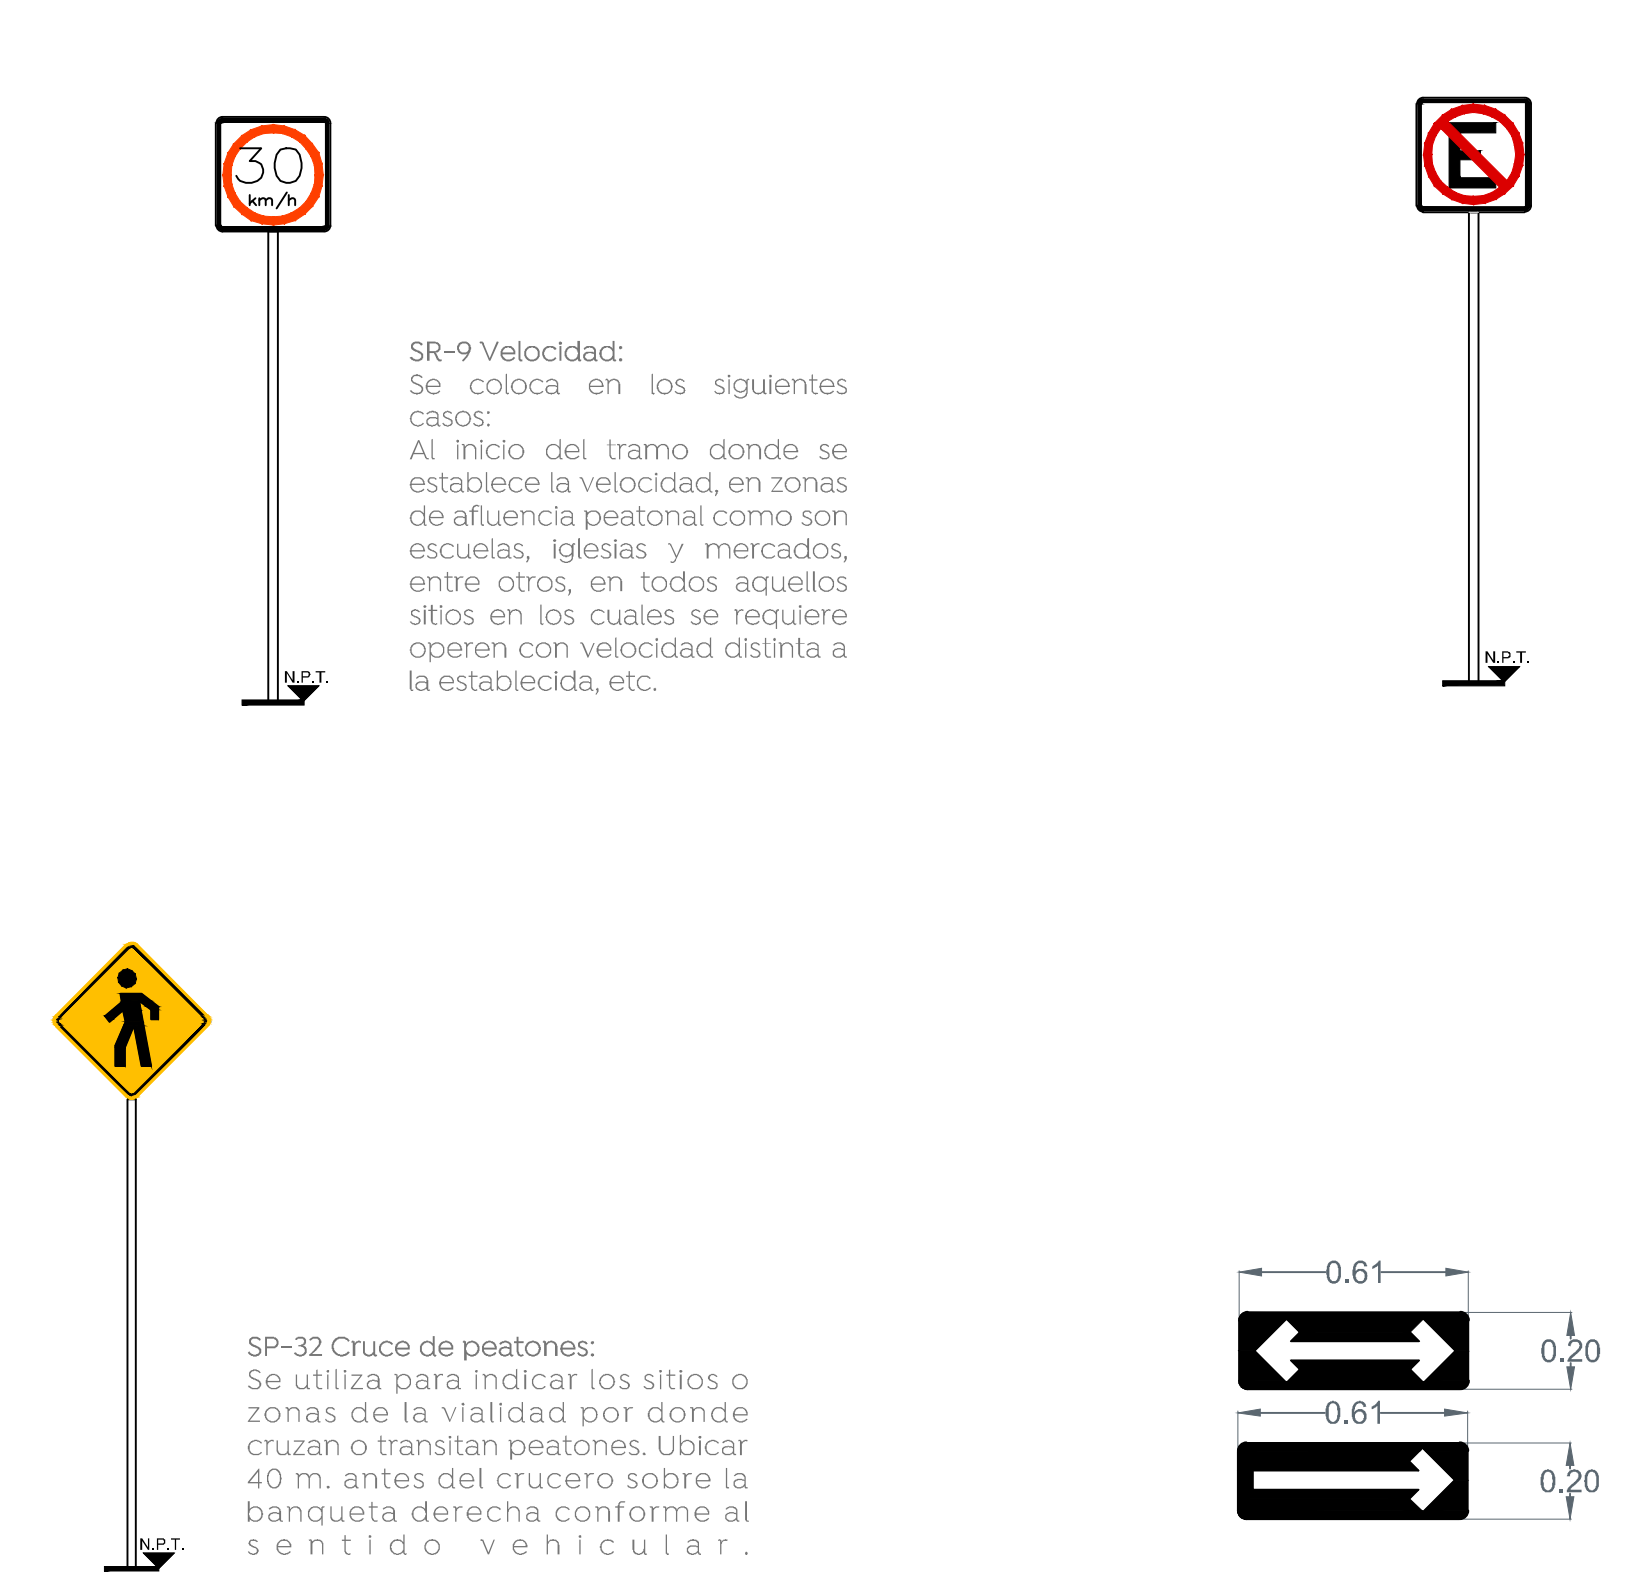 30
km/h
E
SR-9 Velocidad:
Se coloca en los siguientes
casos:
Al inicio del tramo donde se
establece la velocidad, en zonas
de afluencia peatonal como son
escuelas, iglesias y mercados,
entre otros, en todos aquellos
sitios en los cuales se requiere
operen con velocidad distinta a
la establecida, etc.
N.P.T.
N.P.T.
0.61
0.20
0.61
0.20
SP-32 Cruce de peatones:
Se utiliza para indicar los sitios o
zonas de la vialidad por donde
cruzan o transitan peatones. Ubicar
40 m. antes del crucero sobre la
banqueta derecha conforme al
sentido vehicular.
N.P.T.